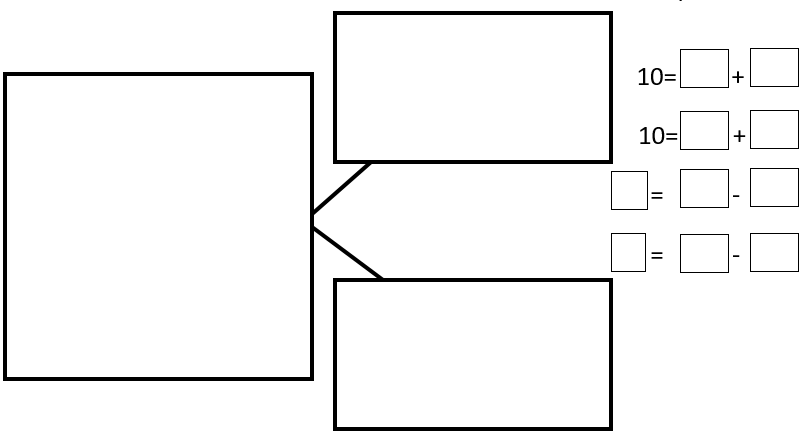 10= +
10= +
= -
= -